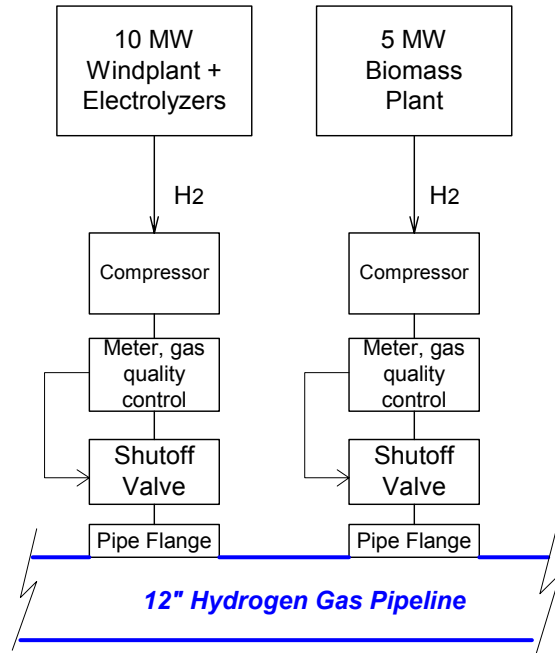 10 MW
Windplant +
Electrolyzers
5 MW
Biomass
Plant
H2
H2
Compressor
Compressor
Meter, gas
quality
control
Meter, gas
quality
control
Shutoff
Valve
Shutoff
Valve
Pipe Flange
Pipe Flange
12" Hydrogen Gas Pipeline